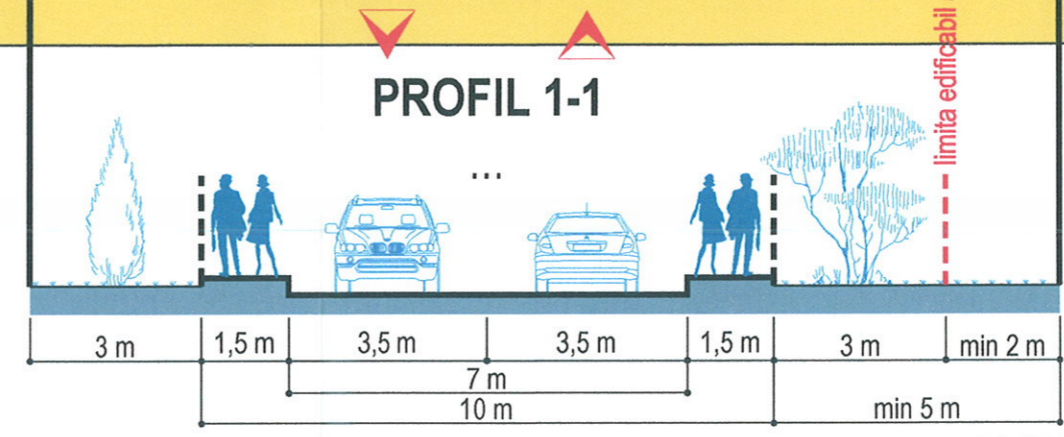 PROFIL 1-1
limita edificabil
...
3 m 1,5 m 3,5 m 3,5 m 1,5 m 3 m min 2 m
7 m
10 m min 5 m